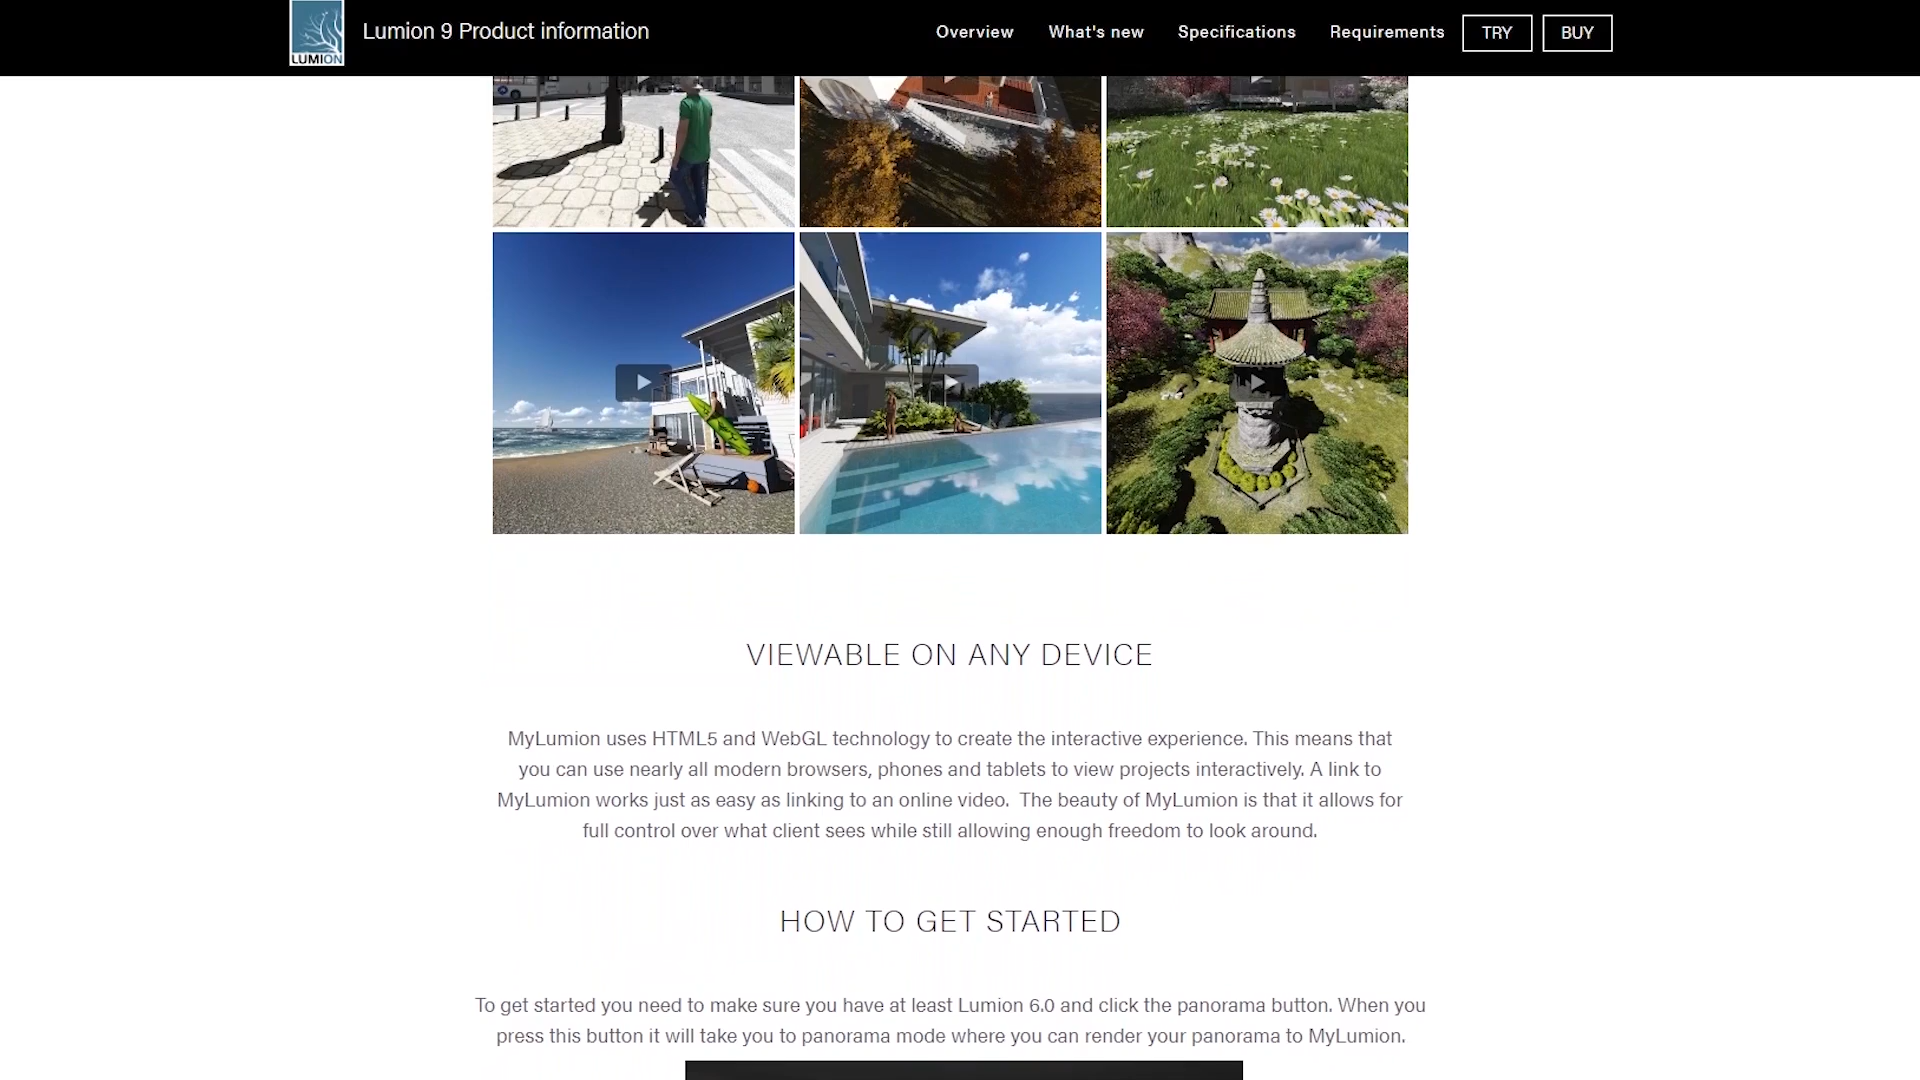 LUMION
Lumion 9 Product information
Overview
What's new
Specifications
Requirements
TRY
BUY
VIEWABLE ON ANY DEVICE
MyLumion uses HTML5 and WebGL technology to create the interactive experience. This means that
you can use nearly all modern browsers, phones and tablets to view projects interactively. A link to
MyLumion works just as easy as linking to an online video.  The beauty of MyLumion is that it allows for
full control over what client sees while still allowing enough freedom to look around.
HOW TO GET STARTED
To get started you need to make sure you have at least Lumion 6.0 and click the panorama button. When you
press this button it will take you to panorama mode where you can render your panorama to MyLumion.